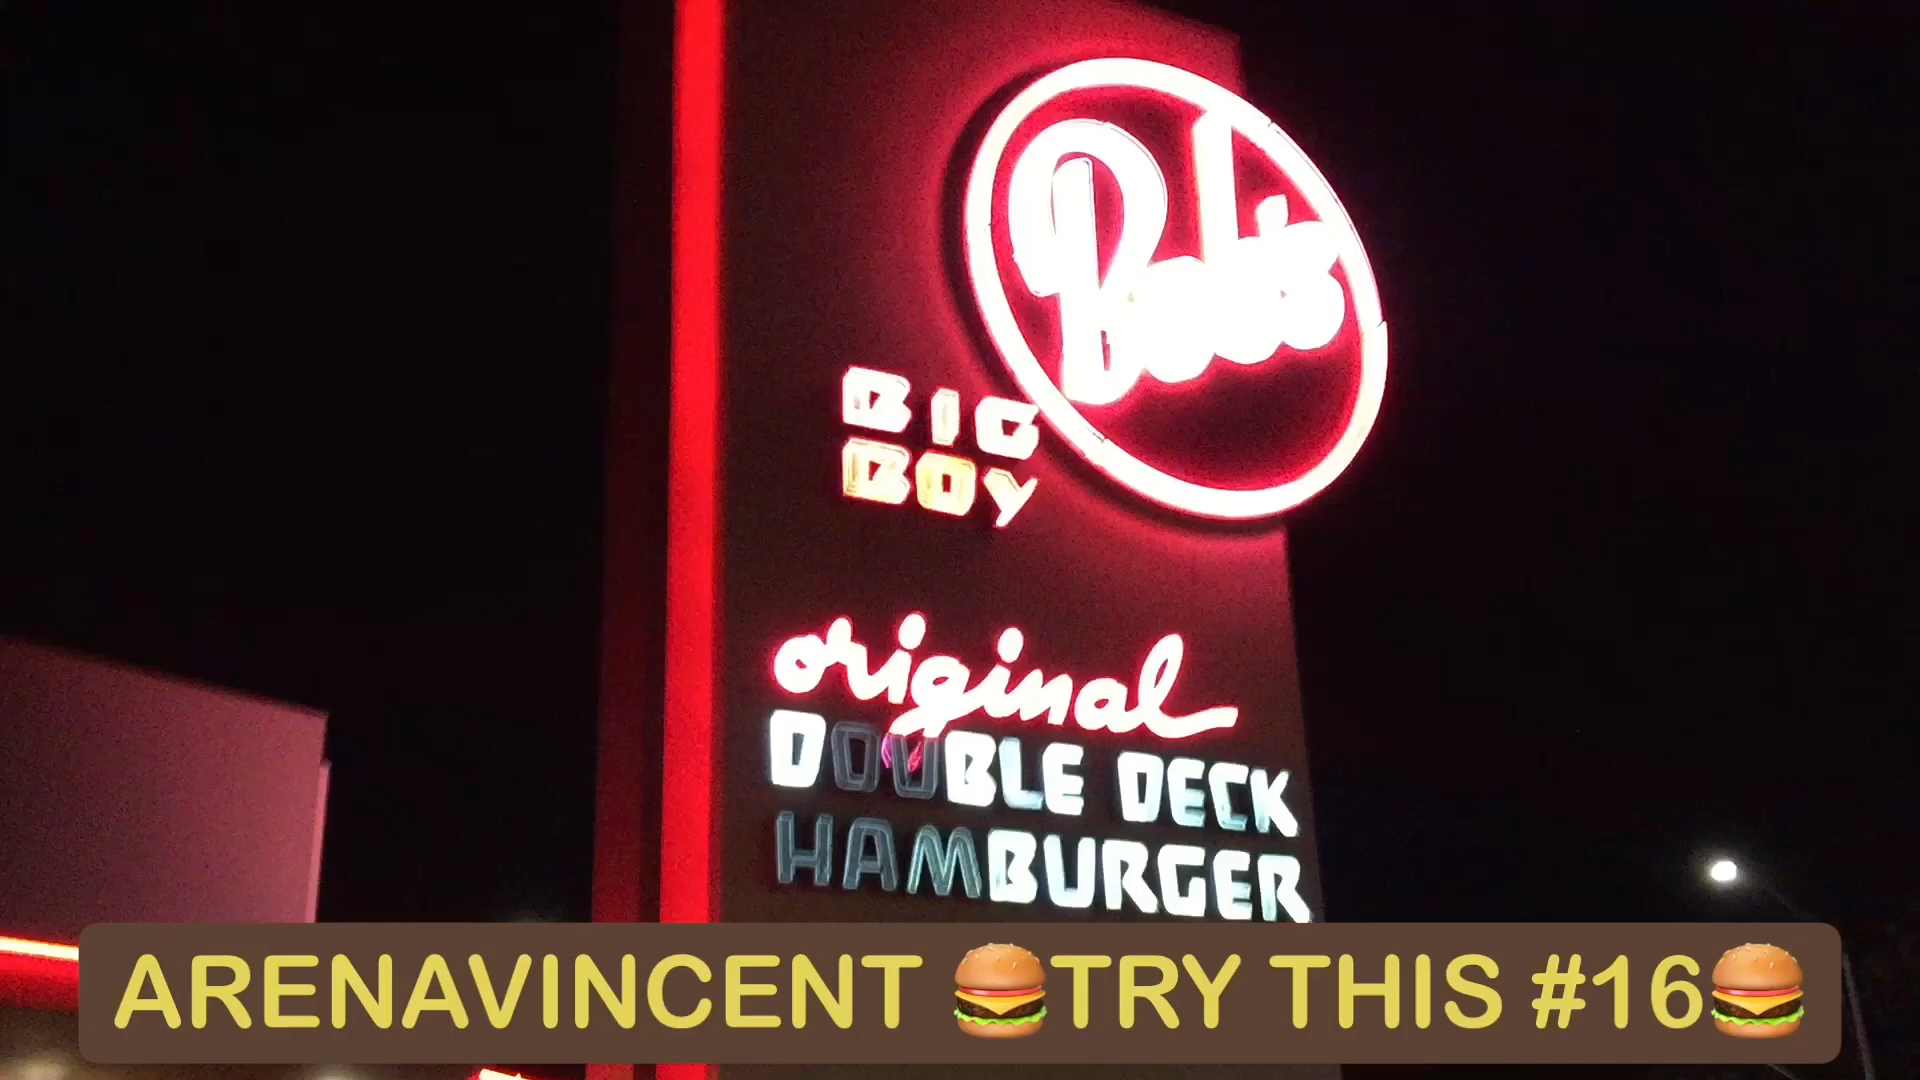 Bob's
BIG
BOY
original
DOUBLE DECK
HAMBURGER
ARENAVINCENT 🍔TRY THIS #16🍔